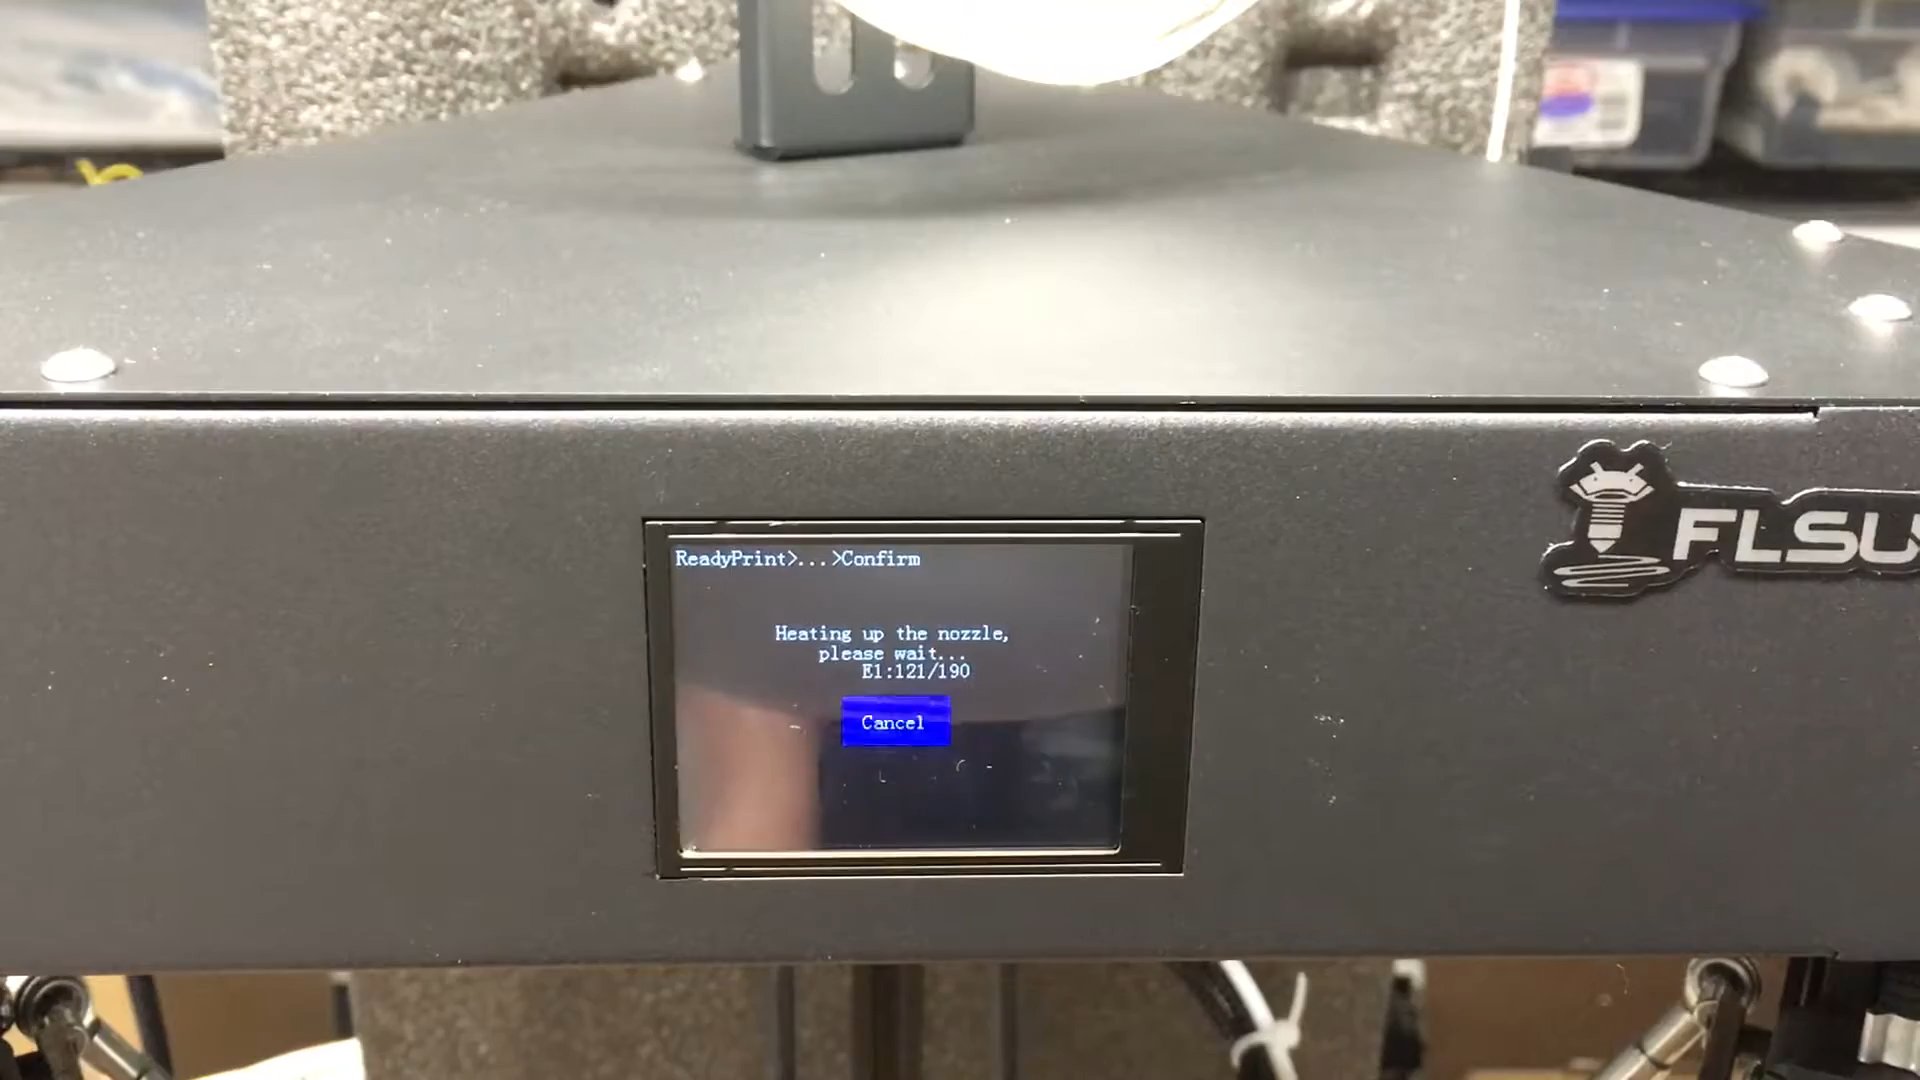 ReadyPrint>...>Confirm
Heating up the nozzle,
please wait...
E1:121/190
Cancel
FLSU